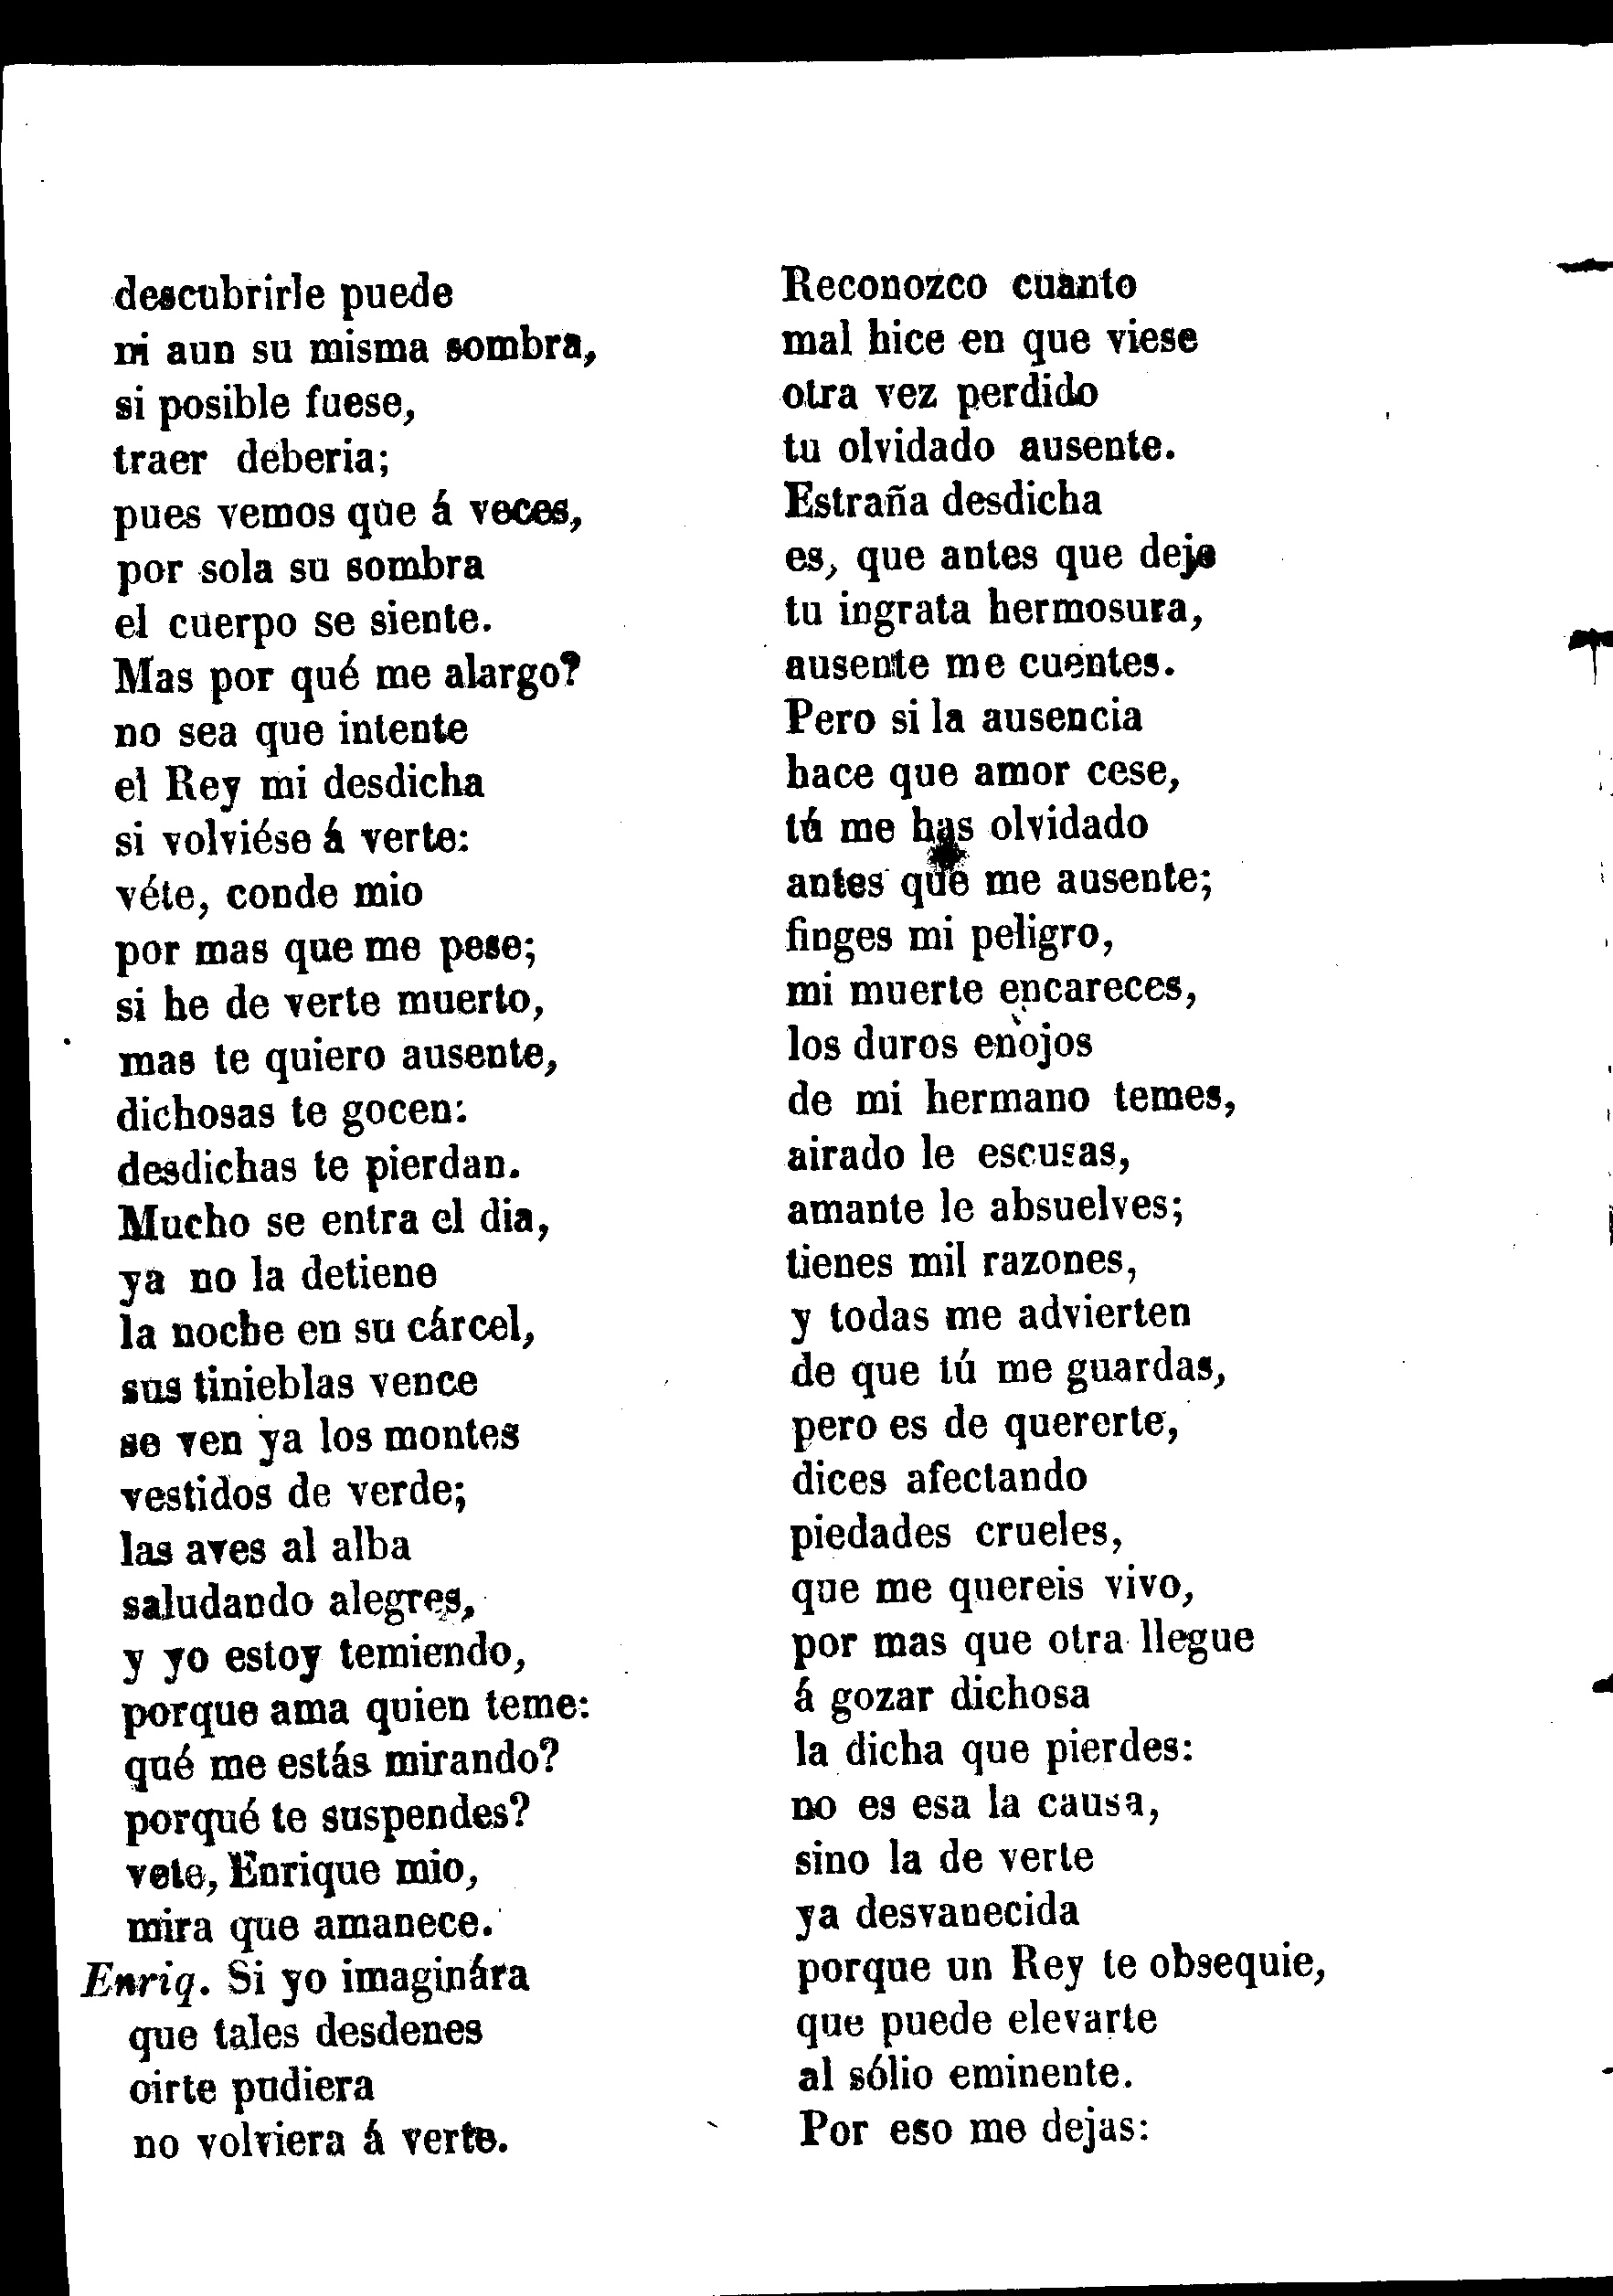 descubrirle puede
ni aun su misma sombra,
si posible fuese,
traer deberia;
pues vemos que á veces,
por sola su sombra
el cuerpo se siente.
Mas por qué me alargo?
no sea que intente
el Rey mi desdicha
si volviése á verte:
véte, conde mio
por mas que me pese;
si he de verte muerto,
mas te quiero ausente,
dichosas te gocen:
desdichas te pierdan.
Mucho se entra el dia,
ya no la detiene
la noche en su cárcel,
sus tinieblas vence
se ven ya los montes
vestidos de verde;
las aves al alba
saludando alegres,
y yo estoy temiendo,
porque ama quien teme:
qué me estás mirando?
porqué te suspendes?
vete, Enrique mio,
mira que amanece.
Enriq. Si yo imaginára
que tales desdenes
oirte pudiera
no volviera á verte.
Reconozco cuanto
mal hice en que viese
otra vez perdido
tu olvidado ausente.
Estraña desdicha
es, que antes que deje
tu ingrata hermosura,
ausente me cuentes.
Pero si la ausencia
hace que amor cese,
tú me has olvidado
antes que me ausente;
finges mi peligro,
mi muerte encareces,
los duros enojos
de mi hermano temes,
airado le escusas,
amante le absuelves;
tienes mil razones,
y todas me advierten
de que tú me guardas,
pero es de quererte,
dices afectando
piedades crueles,
que me quereis vivo,
por mas que otra llegue
á gozar dichosa
la dicha que pierdes:
no es esa la causa,
sino la de verte
ya desvanecida
porque un Rey te obsequie,
que puede elevarte
al sólio eminente.
Por eso me dejas: